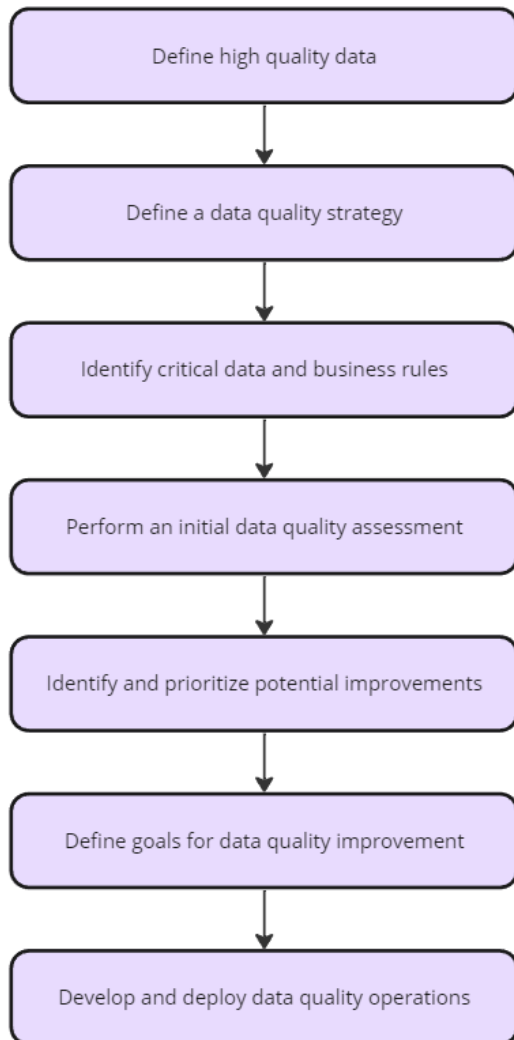 Define high quality data
Define a data quality strategy
Identify critical data and business rules
Perform an initial data quality assessment
Identify and prioritize potential improvements
Define goals for data quality improvement
Develop and deploy data quality operations